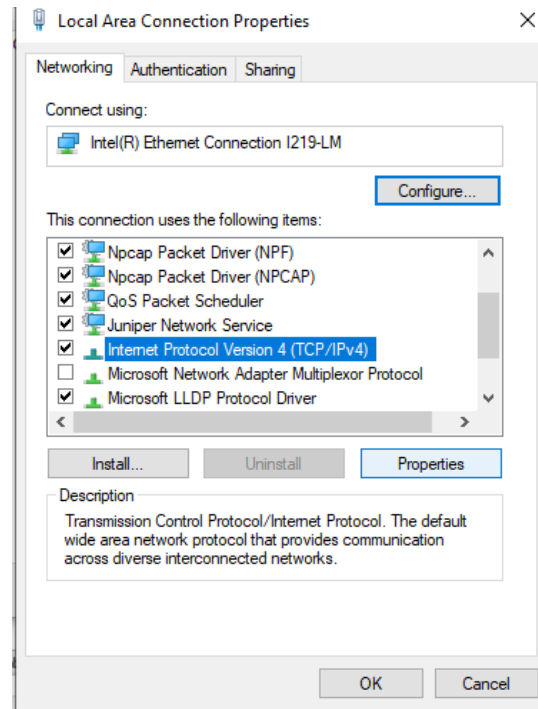 Local Area Connection Properties
Networking Authentication Sharing
Connect using:
Intel(R) Ethernet Connection I219-LM
Configure...
This connection uses the following items:
Npcap Packet Driver (NPF)
Npcap Packet Driver (NPCAP)
QoS Packet Scheduler
Juniper Network Service
Internet Protocol Version 4 (TCP/IPv4)
Microsoft Network Adapter Multiplexor Protocol
Microsoft LLDP Protocol Driver
Install... Uninstall Properties
Description
Transmission Control Protocol/Internet Protocol. The default
wide area network protocol that provides communication
across diverse interconnected networks.
OK Cancel